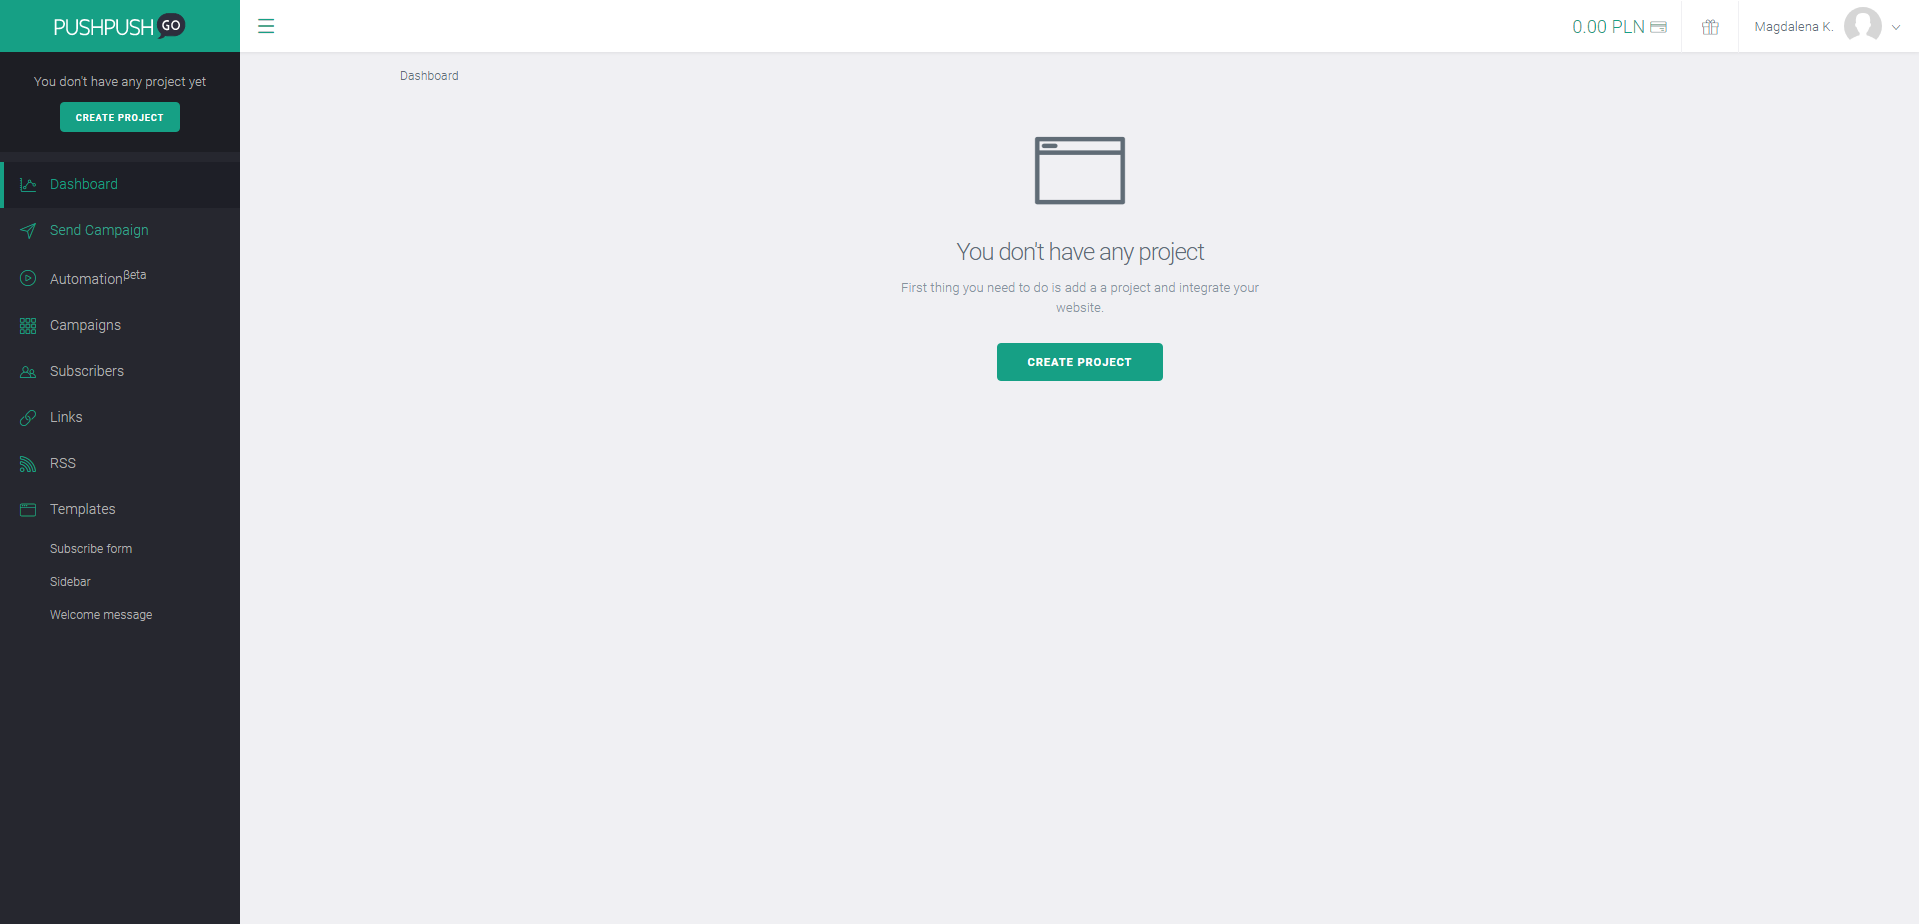 PUSHPUSH GO
0.00 PLN
Magdalena K.
You don't have any project yet
CREATE PROJECT
Dashboard
Send Campaign
Automationβeta
Campaigns
Subscribers
Links
RSS
Templates
Subscribe form
Sidebar
Welcome message
Dashboard
You don't have any project
First thing you need to do is add a a project and integrate your
website.
CREATE PROJECT